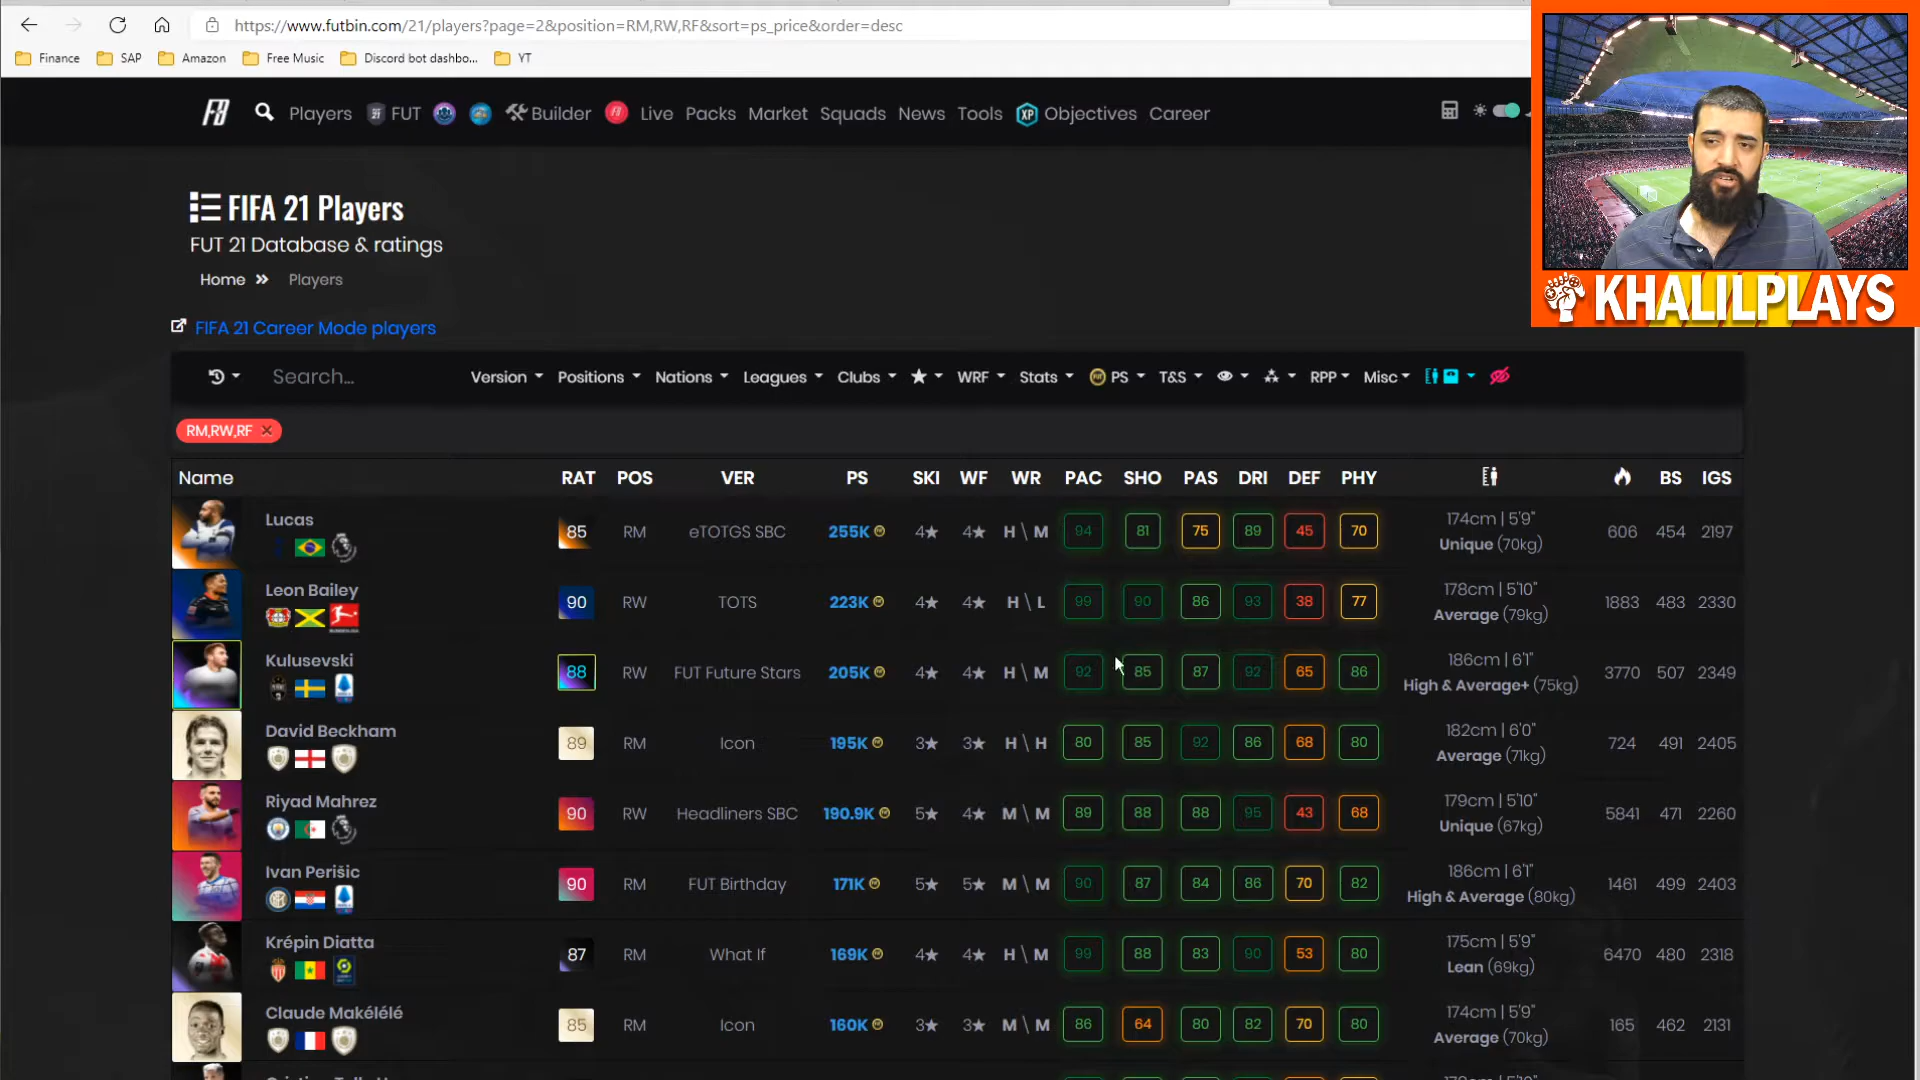 https://www.futbin.com/21/players?page=2&position=RM,RW,RF&sort=ps_price&order=desc
Finance SAP Amazon Free Music Discord bot dashbo... YT
Players FUT Builder Live Packs Market Squads News Tools XP Objectives Career
KHALILPLAYS
FIFA 21 Players
FUT 21 Database & ratings
Home » Players
FIFA 21 Career Mode players
Search... Version Positions Nations Leagues Clubs WRF Stats PS T&S RPP Misc
RM,RW,RF ×
Name RAT POS VER PS SKI WF WR PAC SHO PAS DRI DEF PHY BS IGS
Lucas 85 RM eTOTGS SBC 255K 4★ 4★ H \ M 94 81 75 89 45 70 174cm | 5'9" Unique (70kg) 606 454 2197
Leon Bailey 90 RW TOTS 223K 4★ 4★ H \ L 99 90 86 93 38 77 178cm | 5'10" Average (79kg) 1883 483 2330
Kulusevski 88 RW FUT Future Stars 205K 4★ 4★ H \ M 92 85 87 92 65 86 186cm | 6'1" High & Average+ (75kg) 3770 507 2349
David Beckham 89 RM Icon 195K 3★ 3★ H \ H 80 85 92 86 68 80 182cm | 6'0" Average (71kg) 724 491 2405
Riyad Mahrez 90 RW Headliners SBC 190.9K 5★ 4★ M \ M 89 88 88 95 43 68 179cm | 5'10" Unique (67kg) 5841 471 2260
Ivan Perišic 90 RM FUT Birthday 171K 5★ 5★ M \ M 90 87 84 86 70 82 186cm | 6'1" High & Average (80kg) 1461 499 2403
Krépin Diatta 87 RM What If 169K 4★ 4★ H \ M 99 88 83 90 53 80 175cm | 5'9" Lean (69kg) 6470 480 2318
Claude Makélélé 85 RM Icon 160K 3★ 3★ M \ M 86 64 80 82 70 80 174cm | 5'9" Average (70kg) 165 462 2131